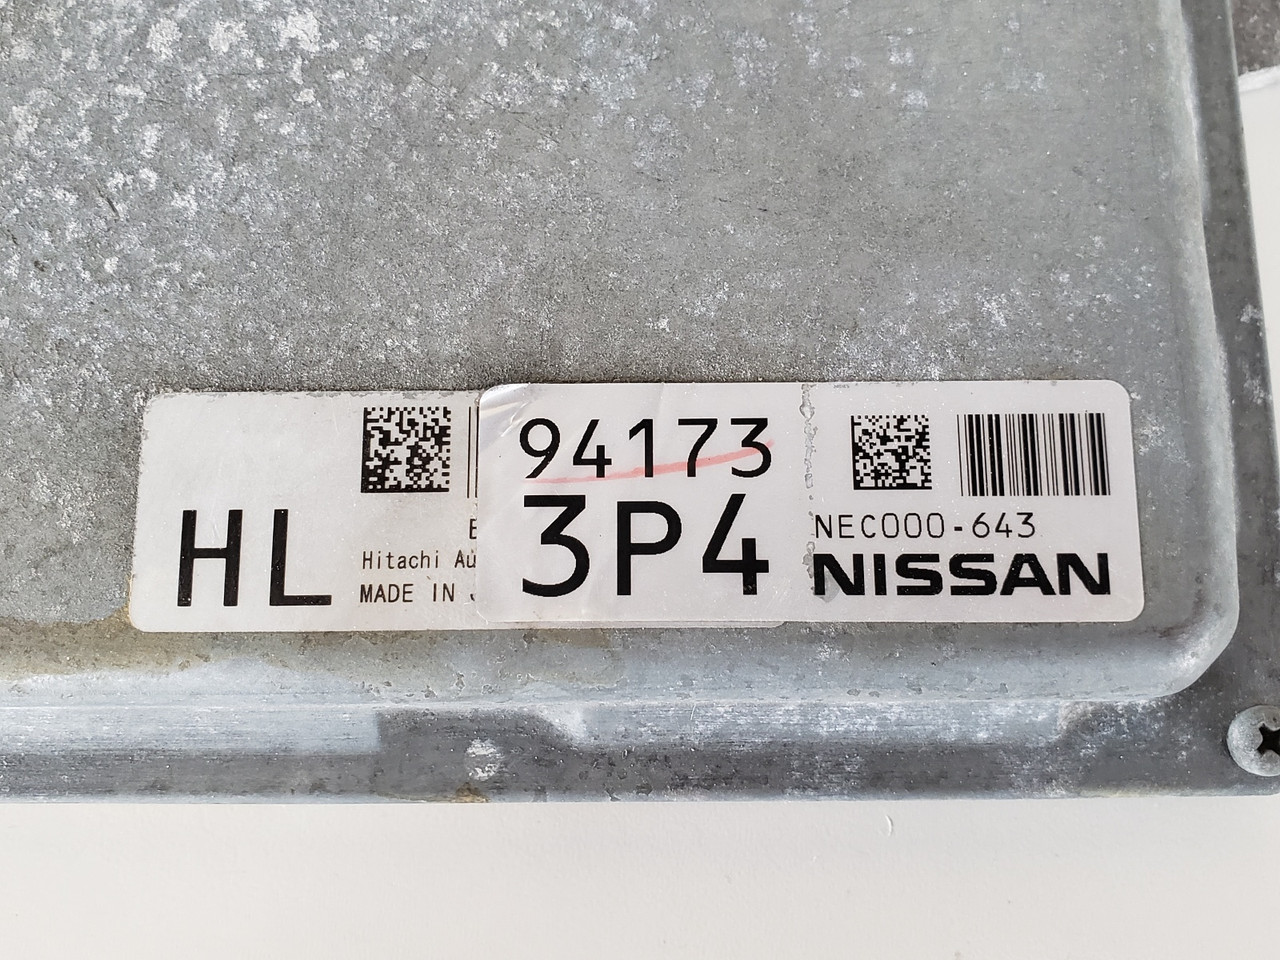 HL
Hitachi
MADE IN
94173
3P4
NEC000-643
NISSAN